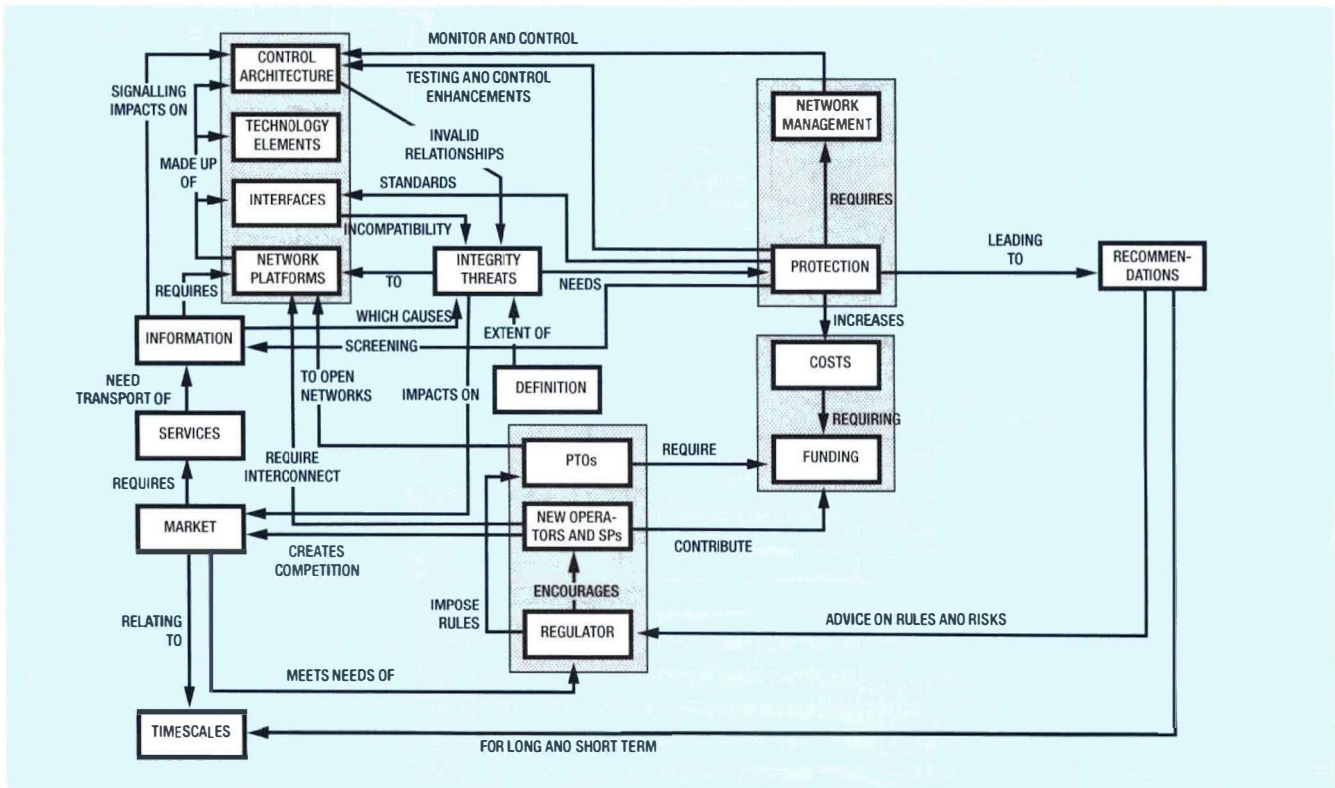 MONITOR AND CONTROL
CONTROL
ARCHITECTURE
TESTING AND CONTROL
ENHANCEMENTS
SIGNALLING
IMPACTS ON
NETWORK
MANAGEMENT
TECHNOLOGY
ELEMENTS
INVALID
RELATIONSHIPS
MADE UP
OF
STANDARDS
INTERFACES
REQUIRES
INCOMPATIBILITY
LEADING
TO
NETWORK
PLATFORMS
TO
INTEGRITY
THREATS
NEEDS
PROTECTION
RECOMMEN-
DATIONS
REQUIRES
WHICH CAUSES
INCREASES
INFORMATION
SCREENING
EXTENT OF
COSTS
NEED
TRANSPORT OF
TO OPEN
NETWORKS
IMPACTS ON
DEFINITION
REQUIRING
SERVICES
REQUIRE
INTERCONNECT
PTOs
REQUIRE
FUNDING
REQUIRES
MARKET
NEW OPERA-
TORS AND SPs
CONTRIBUTE
CREATES
COMPETITION
ENCOURAGES
IMPOSE
RULES
RELATING
TO
REGULATOR
ADVICE ON RULES AND RISKS
MEETS NEEDS OF
TIMESCALES
FOR LONG AND SHORT TERM